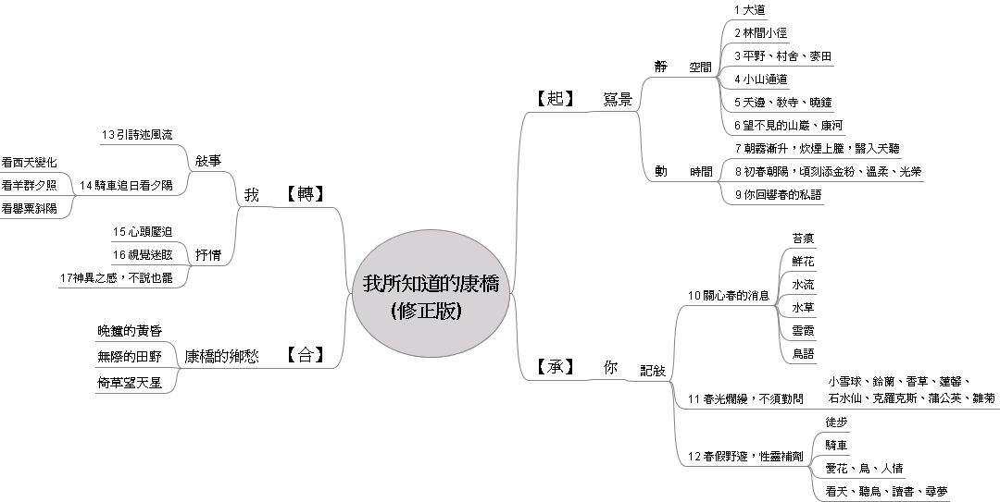 我所知道的康橋
(修正版)
【起】
寫景
靜
空間
1 大道
2 林間小徑
3 平野、村舍、麥田
4 小山通道
5 天邊、教寺、曉鐘
6 望不見的山巖、康河
動
時間
7 朝霧漸升，炊煙上騰，翳入天聽
8 初春朝陽，頃刻添金粉、溫柔、光榮
9 你回響春的私語
【承】
你
記敘
10 關心春的消息
苔痕
鮮花
水流
水草
雲霞
鳥語
11 春光爛縵，不須勤問
小雪球、鈴蘭、香草、蓮馨、
石水仙、克羅克斯、蒲公英、雛菊
12 春假野遊，性靈補劑
徒步
騎車
愛花、鳥、人情
看天、聽鳥、讀書、尋夢
【轉】
我
敘事
13 引詩述風流
14 騎車追日看夕陽
看西天變化
看羊群夕照
看罌粟斜陽
抒情
15 心頭壓迫
16 視覺迷眩
17神異之感，不說也罷
【合】
康橋的鄉愁
晚鐘的黃昏
無際的田野
倚草望天星